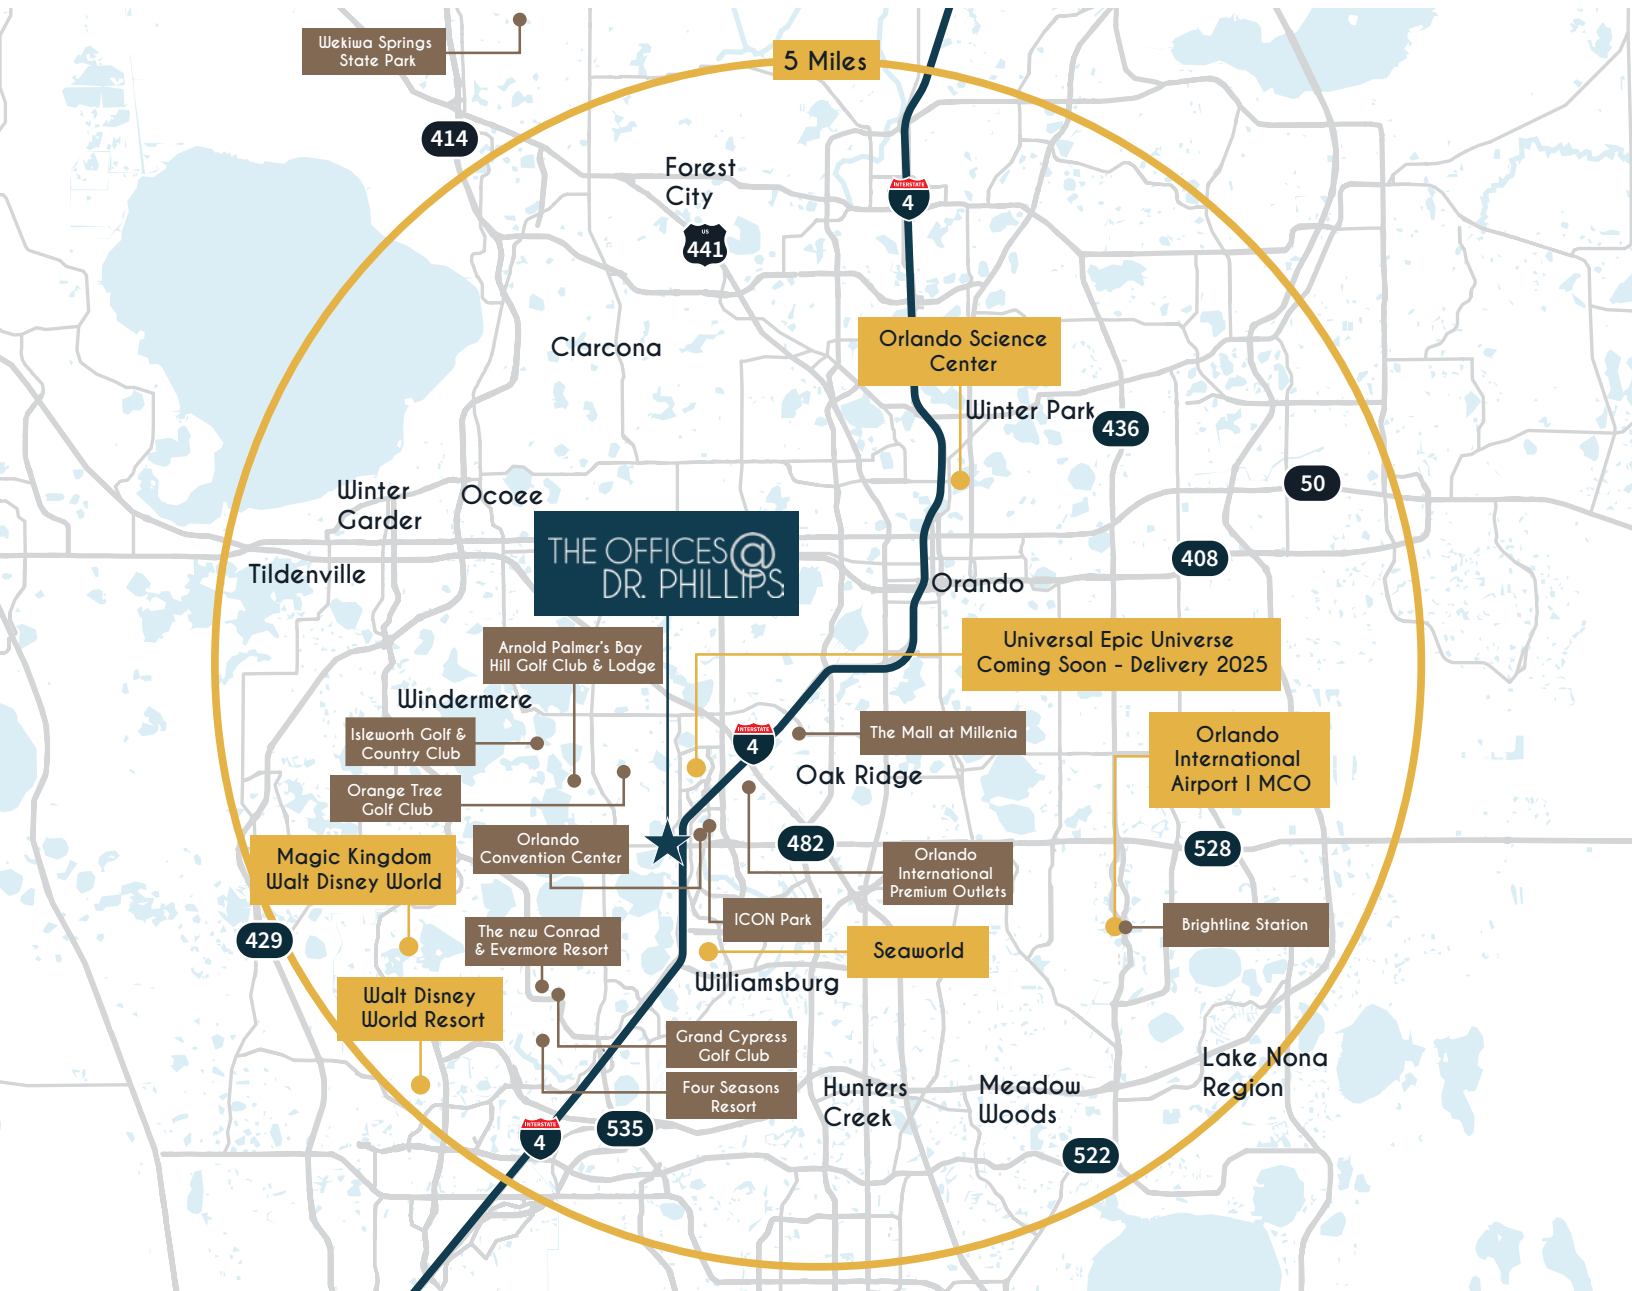 Wekiwa Springs
State Park
5 Miles
414
Forest
City
INTERSTATE
4
US
441
Orlando Science
Center
Clarcona
Winter Park
436
50
Winter
Garder
Ocoee
THE OFFICES@
DR. PHILLIPS
408
Tildenville
Orando
Arnold Palmer's Bay
Hill Golf Club & Lodge
Universal Epic Universe
Coming Soon - Delivery 2025
Windermere
Isleworth Golf &
Country Club
INTERSTATE
4
The Mall at Millenia
Orlando
International
Airport | MCO
Oak Ridge
Orange Tree
Golf Club
Orlando
Convention Center
482
528
Magic Kingdom
Walt Disney World
Orlando
International
Premium Outlets
ICON Park
Brightline Station
429
The new Conrad
& Evermore Resort
Seaworld
Williamsburg
Walt Disney
World Resort
Grand Cypress
Golf Club
Four Seasons
Resort
Hunters
Creek
Meadow
Woods
Lake Nona
Region
INTERSTATE
4
535
522